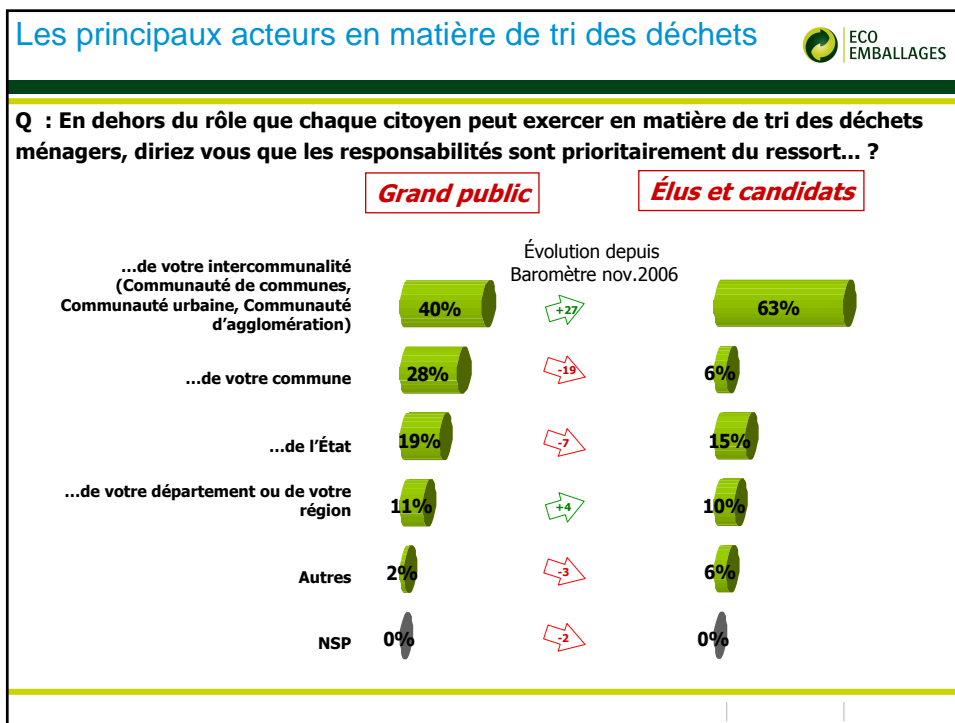 Les principaux acteurs en matière de tri des déchets
ECO
EMBALLAGES
Q : En dehors du rôle que chaque citoyen peut exercer en matière de tri des déchets
ménagers, diriez vous que les responsabilités sont prioritairement du ressort... ?
Grand public
Élus et candidats
Évolution depuis
Baromètre nov.2006
...de votre intercommunalité
(Communauté de communes,
Communauté urbaine, Communauté
d'agglomération)
40% +27 63%
...de votre commune 28% -19 6%
...de l'État 19% -7 15%
...de votre département ou de votre
région 11% +4 10%
Autres 2% -3 6%
NSP 0% -2 0%